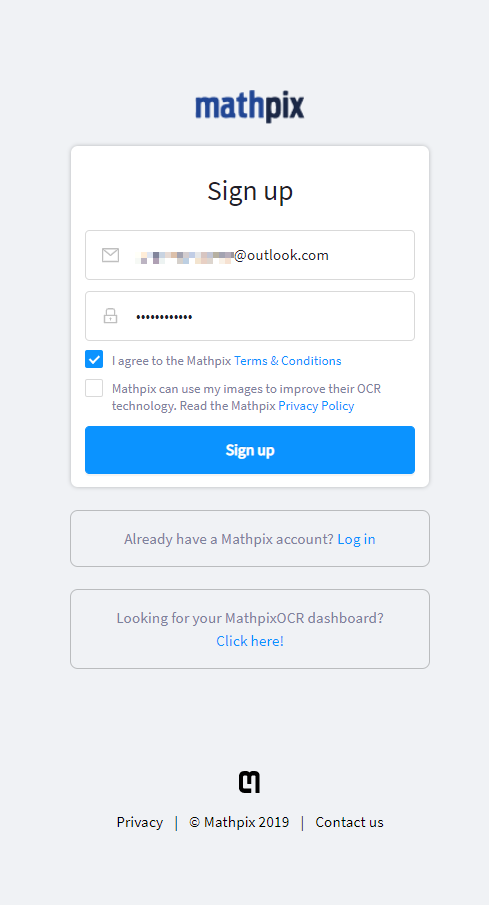 mathpix
Sign up
@outlook.com
••••••••••••
I agree to the Mathpix Terms & Conditions
Mathpix can use my images to improve their OCR
technology. Read the Mathpix Privacy Policy
Sign up
Already have a Mathpix account? Log in
Looking for your MathpixOCR dashboard?
Click here!
Privacy | © Mathpix 2019 | Contact us